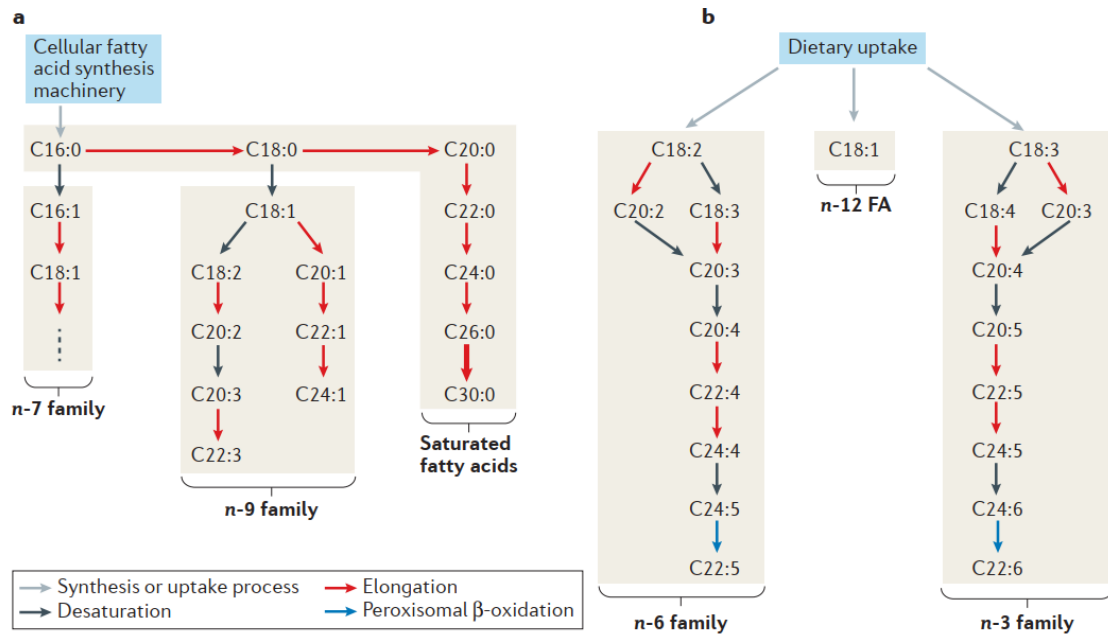 a
Cellular fatty
acid synthesis
machinery
C16:0
C18:0
C20:0
C16:1
C18:1
n-7 family
C18:1
C18:2
C20:1
C20:2
C22:1
C20:3
C24:1
C22:3
n-9 family
C22:0
C24:0
C26:0
C30:0
Saturated
fatty acids
b
Dietary uptake
C18:2
C20:2
C18:3
C20:3
C20:4
C22:4
C24:4
C24:5
C22:5
n-6 family
C18:1
n-12 FA
C18:3
C18:4
C20:3
C20:4
C20:5
C22:5
C24:5
C24:6
C22:6
n-3 family
Synthesis or uptake process
Elongation
Desaturation
Peroxisomal β-oxidation